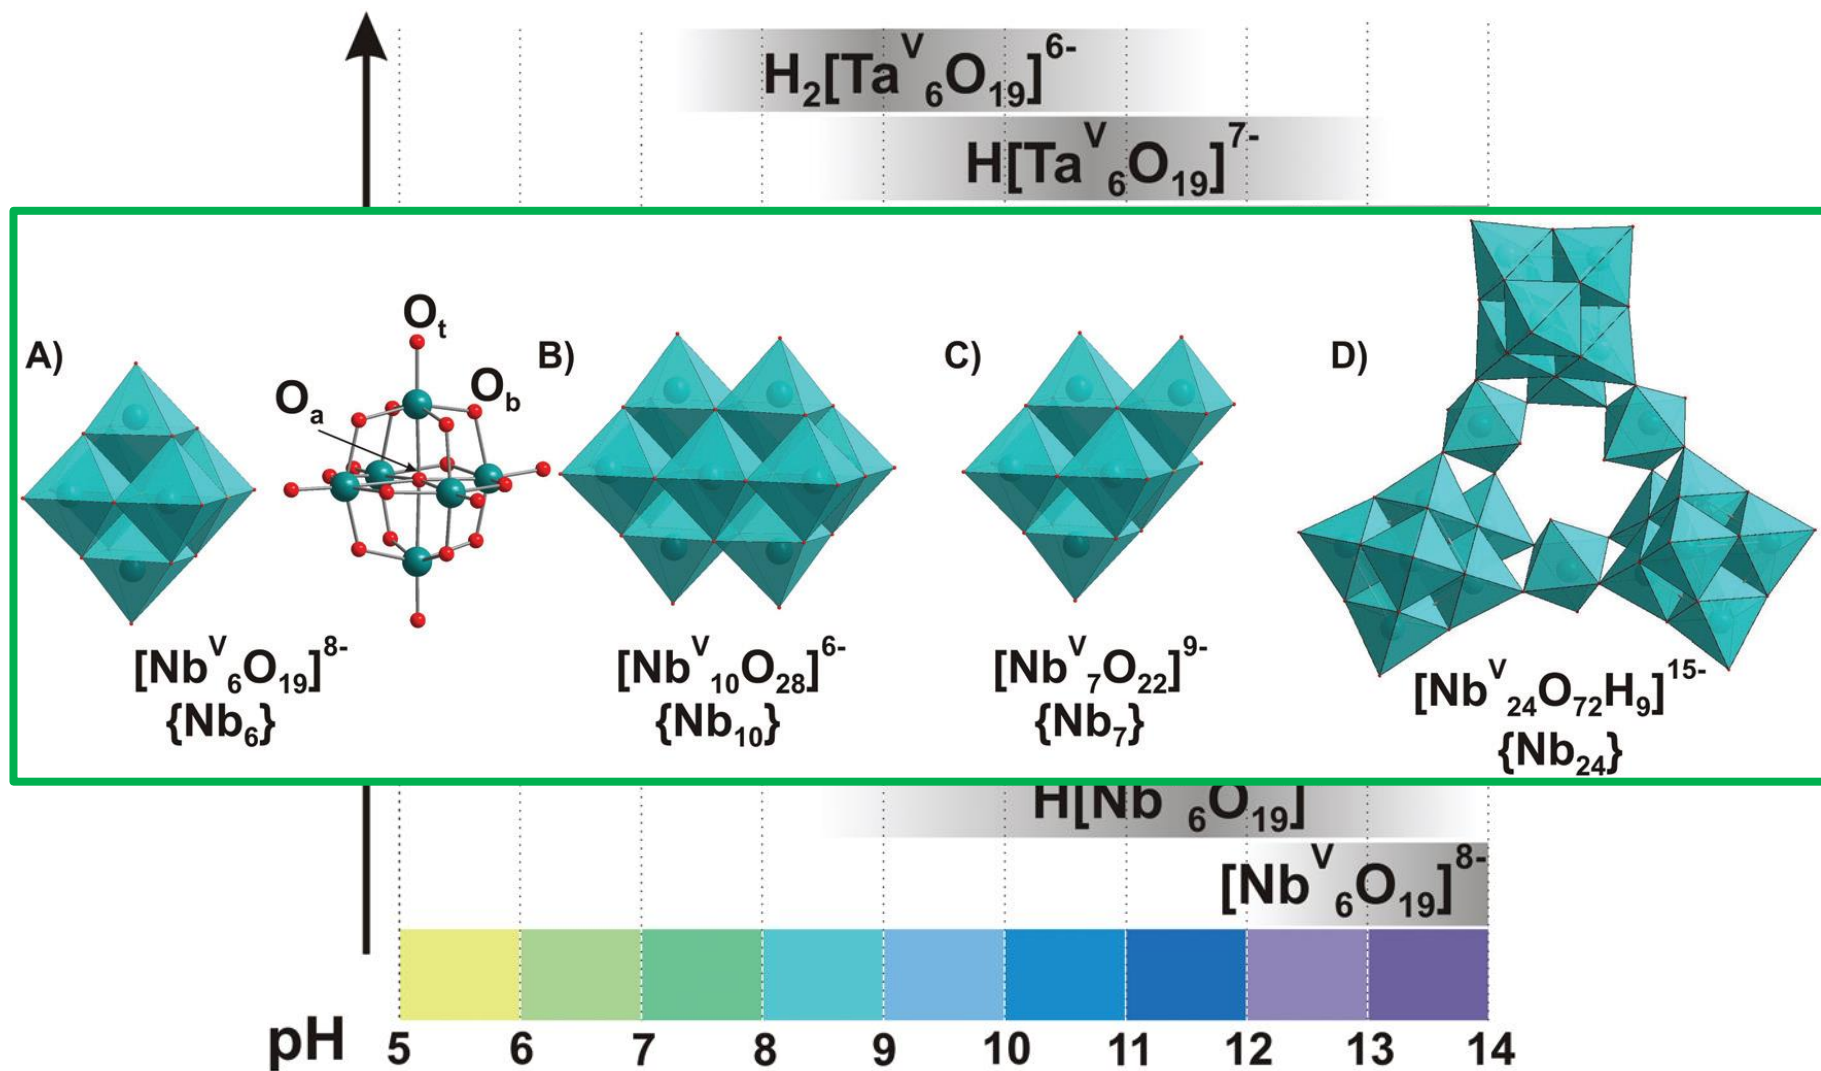 H₂[Taⱽ₆O₁₉]⁶⁻
H[Taⱽ₆O₁₉]⁷⁻
A)
Oₜ
Oₐ
O_b
B)
C)
D)
[Nbⱽ₆O₁₉]⁸⁻
{Nb₆}
[Nbⱽ₁₀O₂₈]⁶⁻
{Nb₁₀}
[Nbⱽ₇O₂₂]⁹⁻
{Nb₇}
[Nbⱽ₂₄O₇₂H₉]¹⁵⁻
{Nb₂₄}
H[Nb ₆O₁₉]
[Nbⱽ₆O₁₉]⁸⁻
pH 5 6 7 8 9 10 11 12 13 14